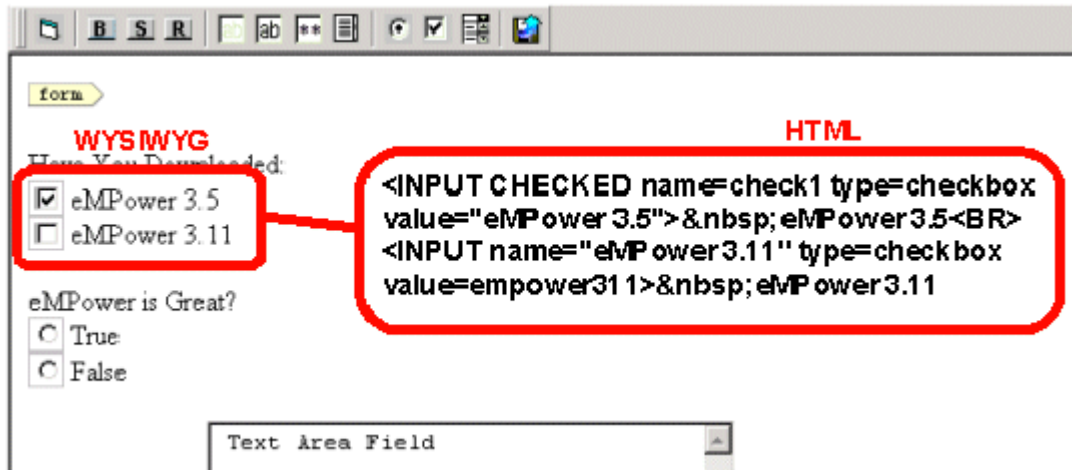 B S R ab ab **
form
WYSIWYG
HTML
Have You Downloaded:
eMPower 3.5
eMPower 3.11
<INPUT CHECKED name=check1 type=checkbox
value="eMPower 3.5">&nbsp;eMPower 3.5<BR>
<INPUT name="eMPower 3.11" type=checkbox
value=empower311>&nbsp;eMPower 3.11
eMPower is Great?
True
False
Text Area Field